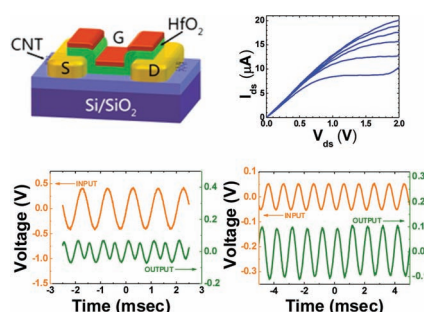 G
HfO2
CNT
S
D
Si/SiO2
Ids (μA)
20
15
10
5
0
0.0
0.5
1.0
1.5
2.0
Vds (V)
Voltage (V)
0.5
0.0
-0.5
-1.0
-1.5
INPUT
OUTPUT
0.4
0.2
0.0
-0.2
-3
-2
-1
0
1
2
3
Time (msec)
Voltage (V)
0.1
0.0
-0.1
-0.2
-0.3
INPUT
OUTPUT
0.3
0.2
0.1
0.0
-4
-2
0
2
4
Time (msec)